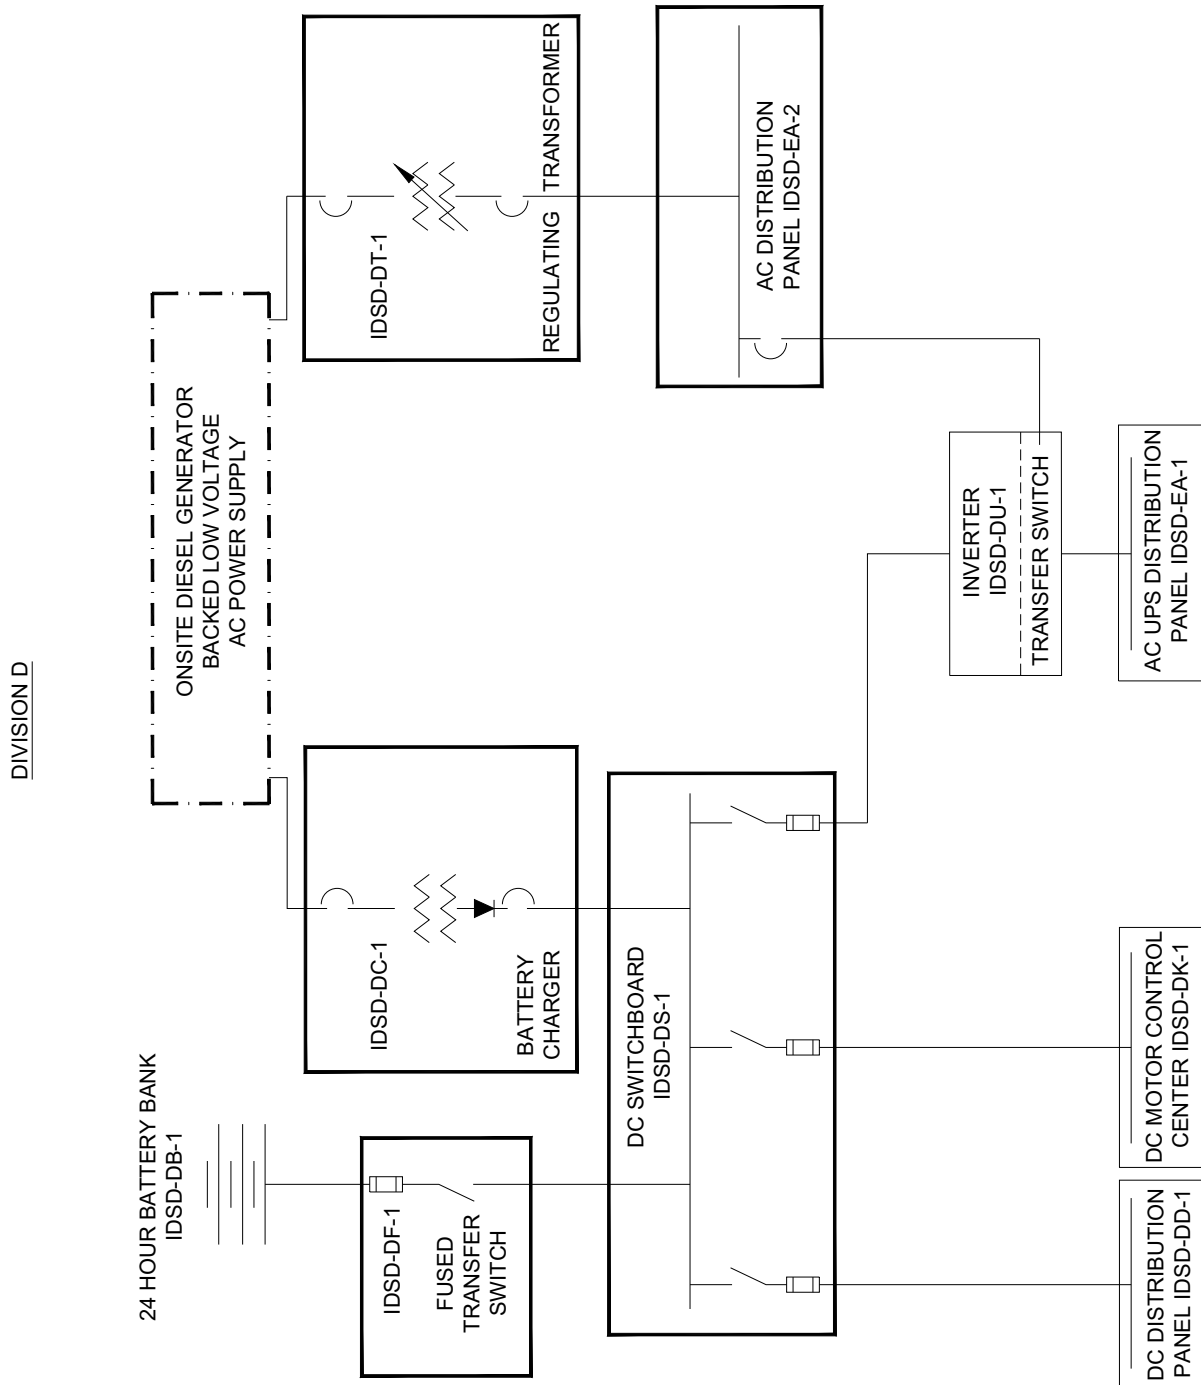 DIVISION D
24 HOUR BATTERY BANK
IDSD-DB-1
ONSITE DIESEL GENERATOR
BACKED LOW VOLTAGE
AC POWER SUPPLY
IDSD-DF-1
FUSED
TRANSFER
SWITCH
IDSD-DC-1
BATTERY
CHARGER
IDSD-DT-1
REGULATING TRANSFORMER
DC SWITCHBOARD
IDSD-DS-1
AC DISTRIBUTION
PANEL IDSD-EA-2
INVERTER
IDSD-DU-1
TRANSFER SWITCH
DC DISTRIBUTION
PANEL IDSD-DD-1
DC MOTOR CONTROL
CENTER IDSD-DK-1
AC UPS DISTRIBUTION
PANEL IDSD-EA-1